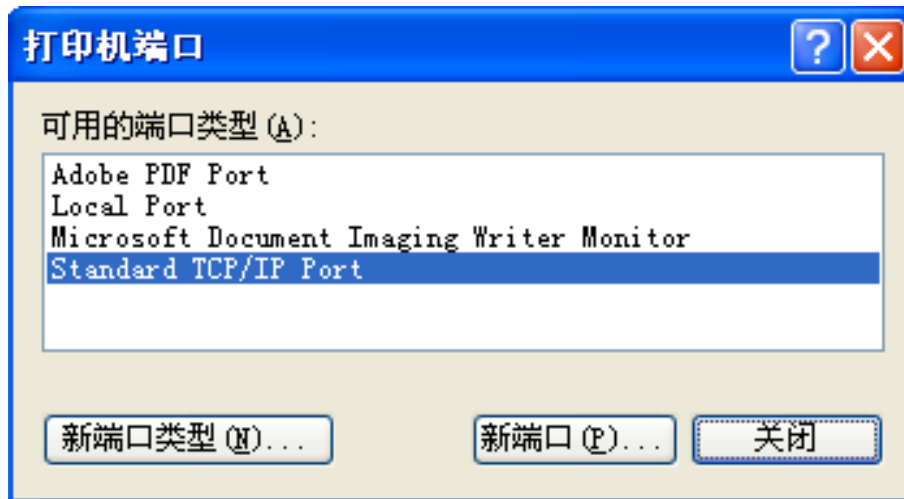 打印机端口
可用的端口类型(A):
Adobe PDF Port
Local Port
Microsoft Document Imaging Writer Monitor
Standard TCP/IP Port
新端口类型(N)... 新端口(P)... 关闭